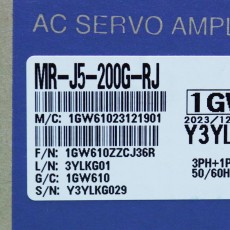 AC SERVO AMPL
MR-J5-200G-RJ
1GW
M/C: 1GW61023121901
2023/12
Y3YL
F/N: 1GW610ZZCJ36R
L/N: 3YLKG01
G/C: 1GW610
S/N: Y3YLKG029
3PH+1P
50/60H